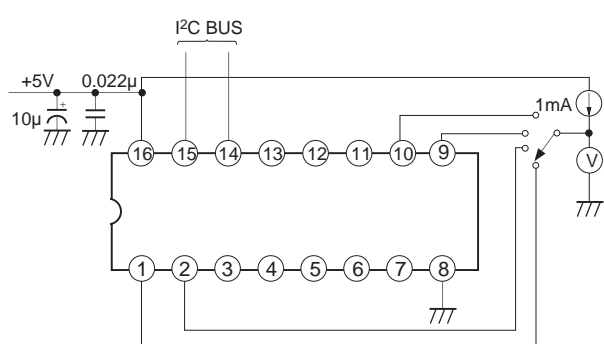 I²C BUS
+5V 0.022μ
+
10μ
1mA
16 15 14 13 12 11 10 9
V
1 2 3 4 5 6 7 8